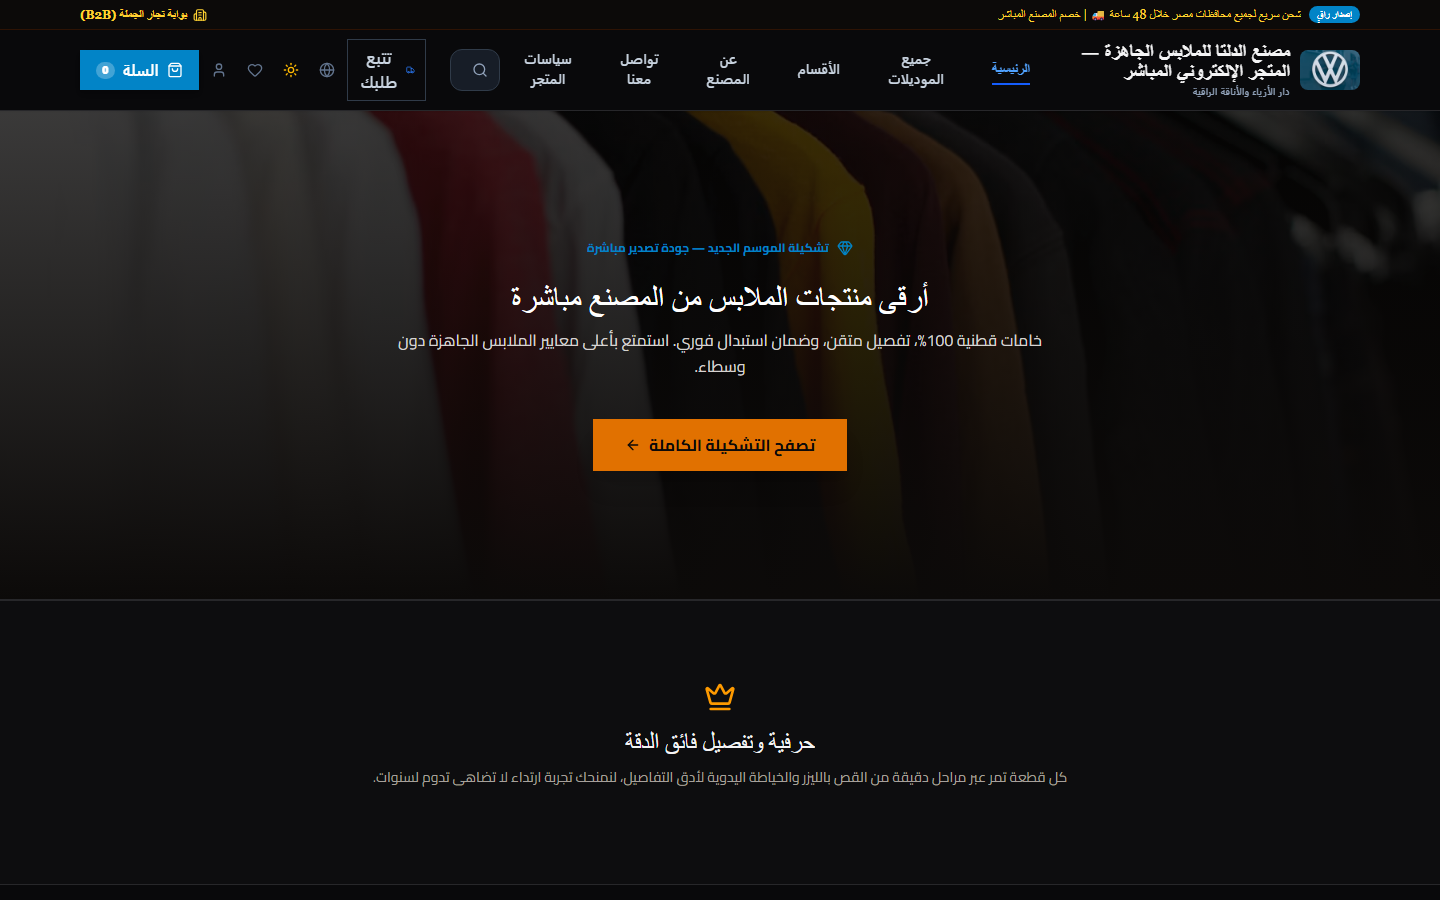 إصدار راقٍ
شحن سريع لجميع محافظات مصر خلال 48 ساعة 🚚 | خصم المصنع المباشر
بوابة تجار الجملة (B2B)
مصنع الدلتا للملابس الجاهزة —
المتجر الإلكتروني المباشر
دار الأزياء والأناقة الراقية
الرئيسية
جميع
الموديلات
الأقسام
عن
المصنع
تواصل
معنا
سياسات
المتجر
تتبع
طلبك
السلة 0
تشكيلة الموسم الجديد — جودة تصدير مباشرة
أرقى منتجات الملابس من المصنع مباشرة
خامات قطنية 100%، تفصيل متقن، وضمان استبدال فوري. استمتع بأعلى معايير الملابس الجاهزة دون
وسطاء.
تصفح التشكيلة الكاملة ←
حرفية وتفصيل فائق الدقة
كل قطعة تمر عبر مراحل دقيقة من القص بالليزر والخياطة اليدوية لأدق التفاصيل، لنمنحك تجربة ارتداء لا تضاهى تدوم لسنوات.